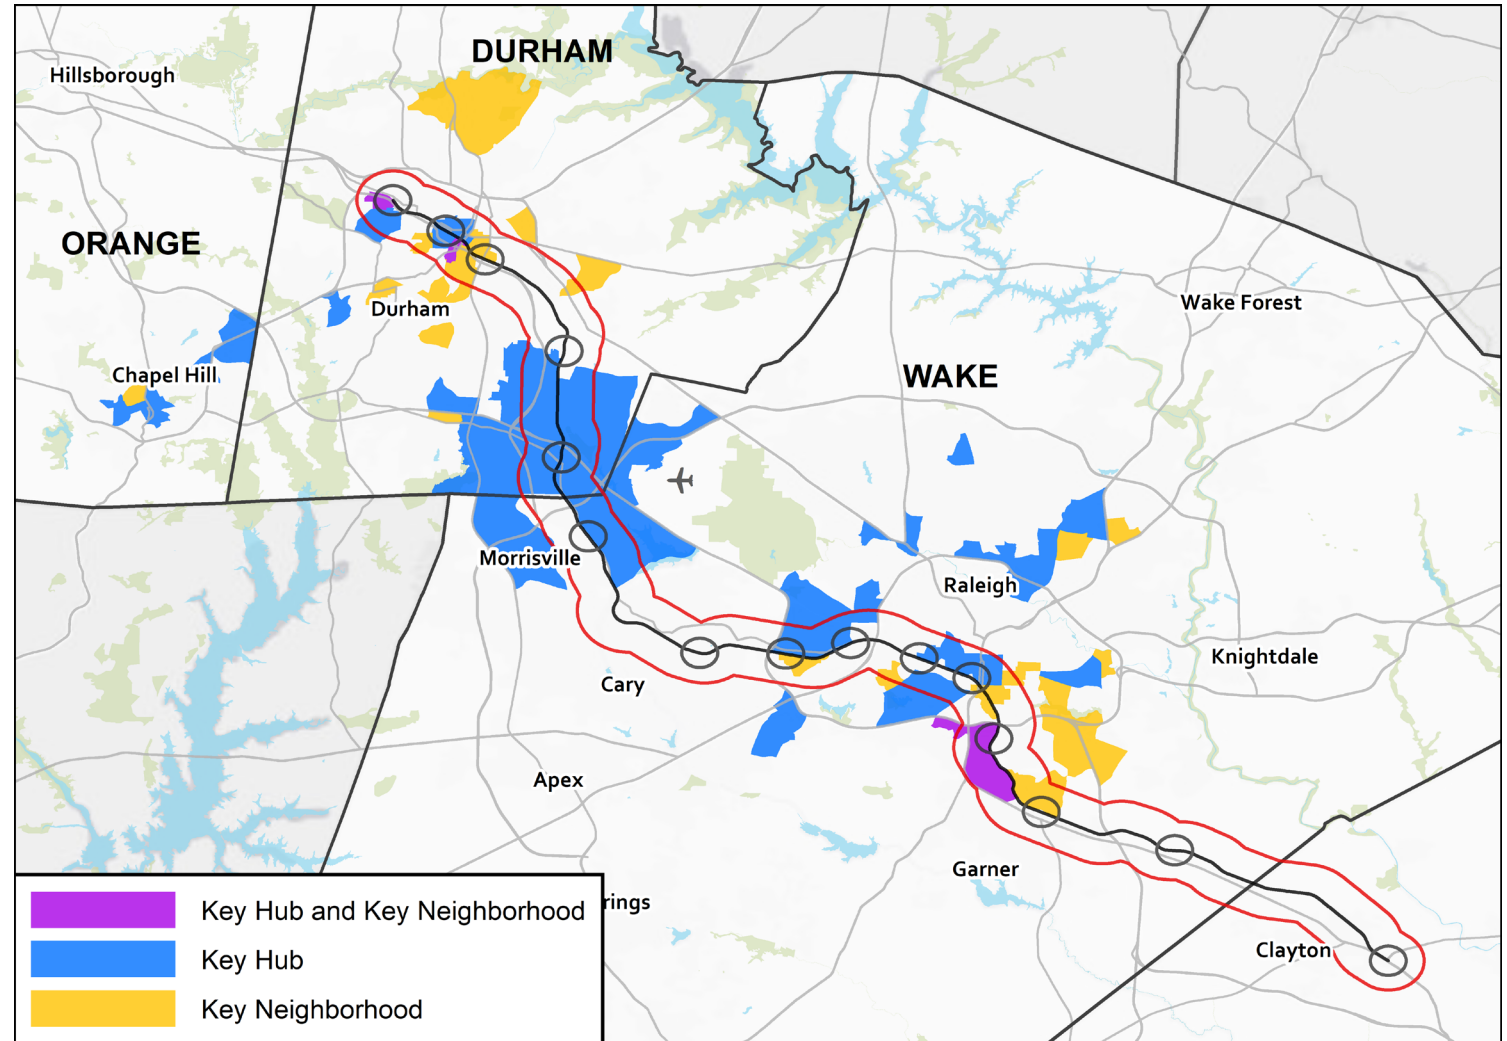 DURHAM
Hillsborough
ORANGE
Wake Forest
Durham
Chapel Hill
WAKE
Morrisville
Raleigh
Knightdale
Cary
Apex
Garner
rings
Clayton
Key Hub and Key Neighborhood
Key Hub
Key Neighborhood